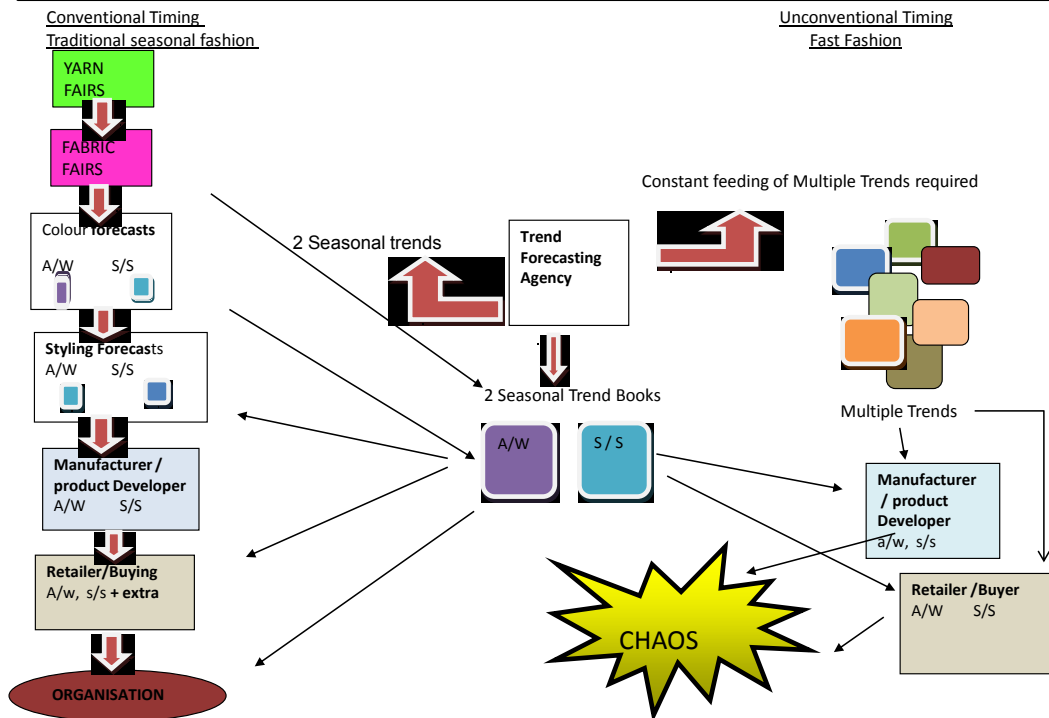 Conventional Timing
Traditional seasonal fashion
YARN
FAIRS
FABRIC
FAIRS
Colour forecasts
A/W S/S
Styling Forecasts
A/W S/S
Manufacturer /
product Developer
A/W S/S
Retailer/Buying
A/w, s/s + extra
ORGANISATION
2 Seasonal trends
Trend
Forecasting
Agency
2 Seasonal Trend Books
A/W
S / S
CHAOS
Unconventional Timing
Fast Fashion
Constant feeding of Multiple Trends required
Multiple Trends
Manufacturer
/ product
Developer
a/w, s/s
Retailer /Buyer
A/W S/S